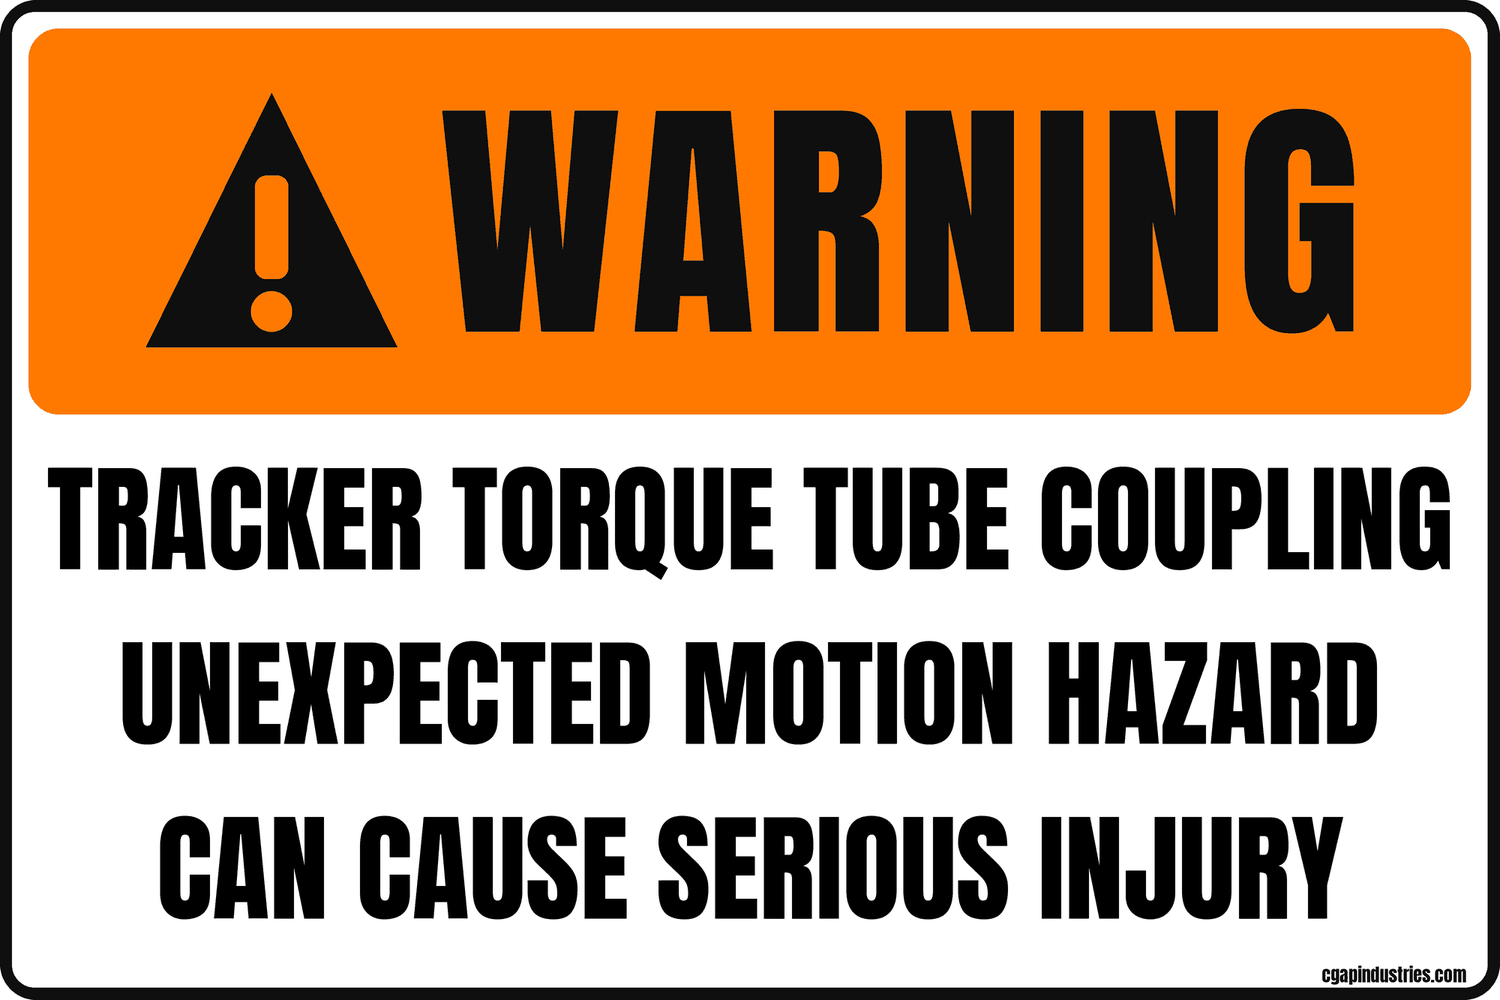 WARNING
TRACKER TORQUE TUBE COUPLING
UNEXPECTED MOTION HAZARD
CAN CAUSE SERIOUS INJURY
cgapindustries.com